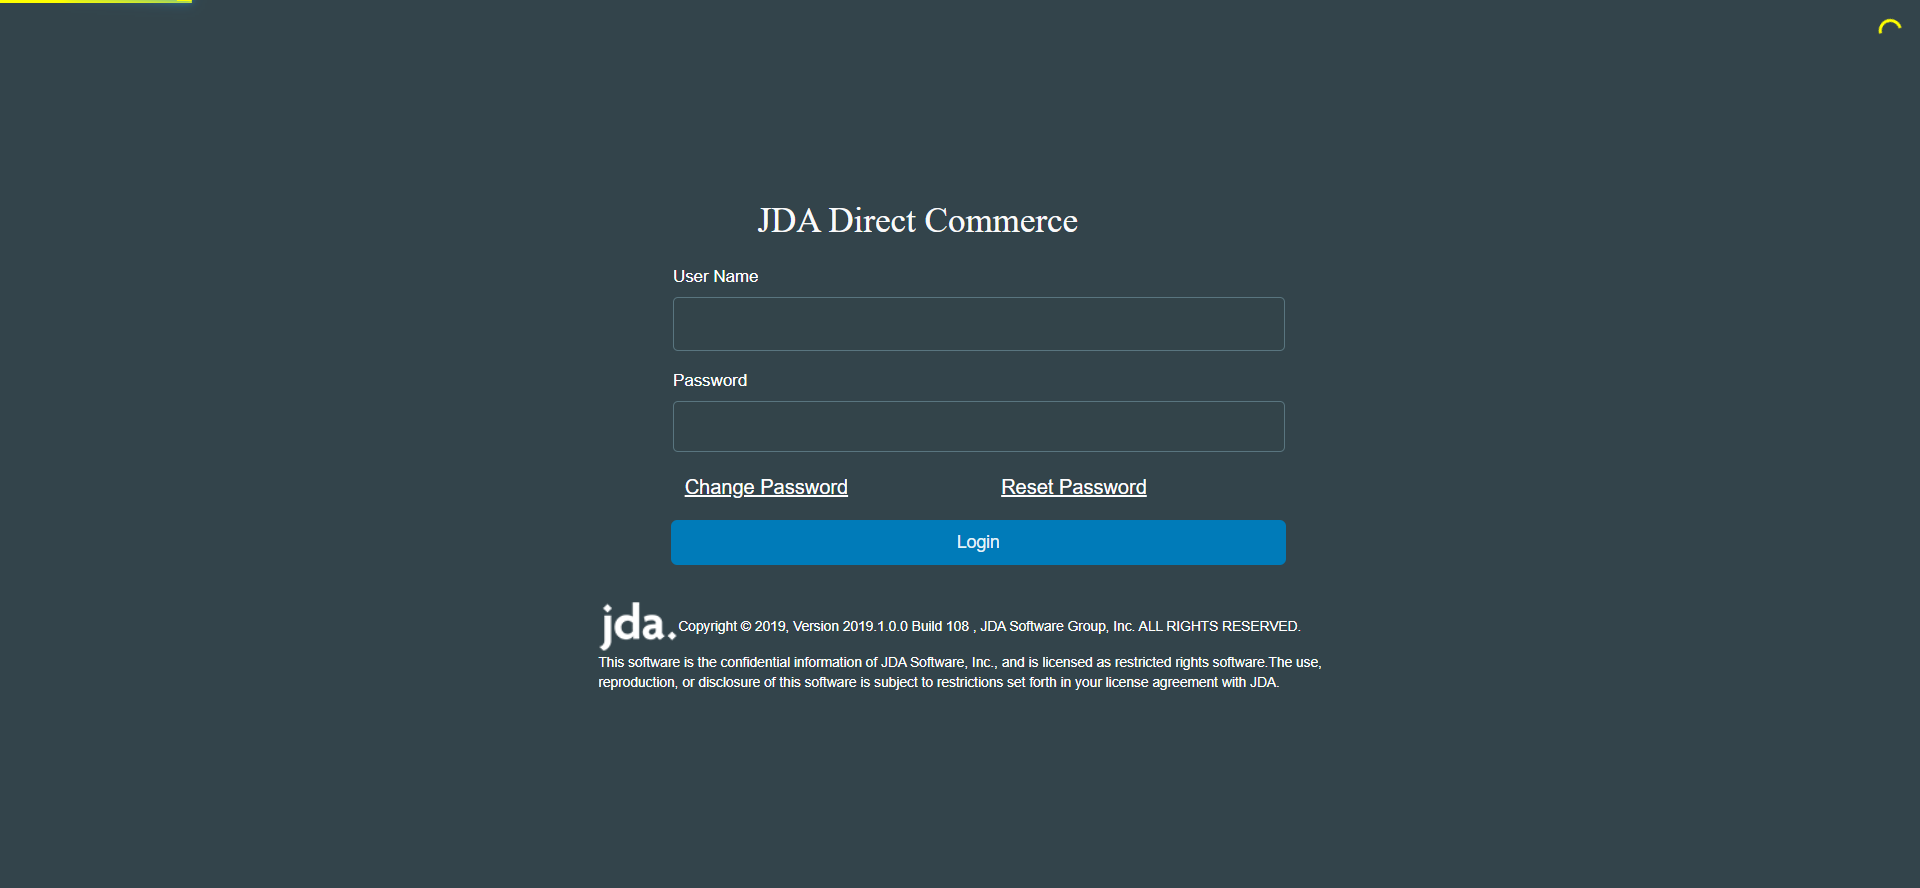 JDA Direct Commerce
User Name
Password
Change Password Reset Password
Login
jda. Copyright © 2019, Version 2019.1.0.0 Build 108 , JDA Software Group, Inc. ALL RIGHTS RESERVED.
This software is the confidential information of JDA Software, Inc., and is licensed as restricted rights software.The use,
reproduction, or disclosure of this software is subject to restrictions set forth in your license agreement with JDA.